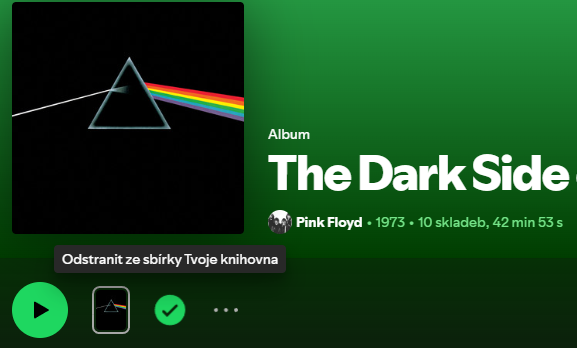 Album
The Dark Side
Pink Floyd • 1973 • 10 skladeb, 42 min 53 s
Odstranit ze sbírky Tvoje knihovna